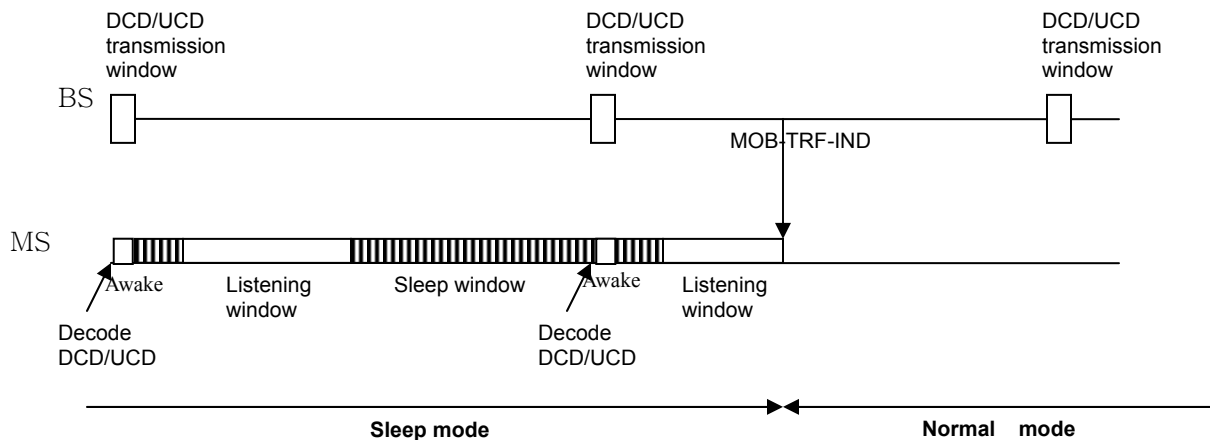 DCD/UCD
transmission
window
DCD/UCD
transmission
window
DCD/UCD
transmission
window
BS
MOB-TRF-IND
MS
Awake
Listening
window
Sleep window
Awake
Listening
window
Decode
DCD/UCD
Decode
DCD/UCD
Sleep mode
Normal mode